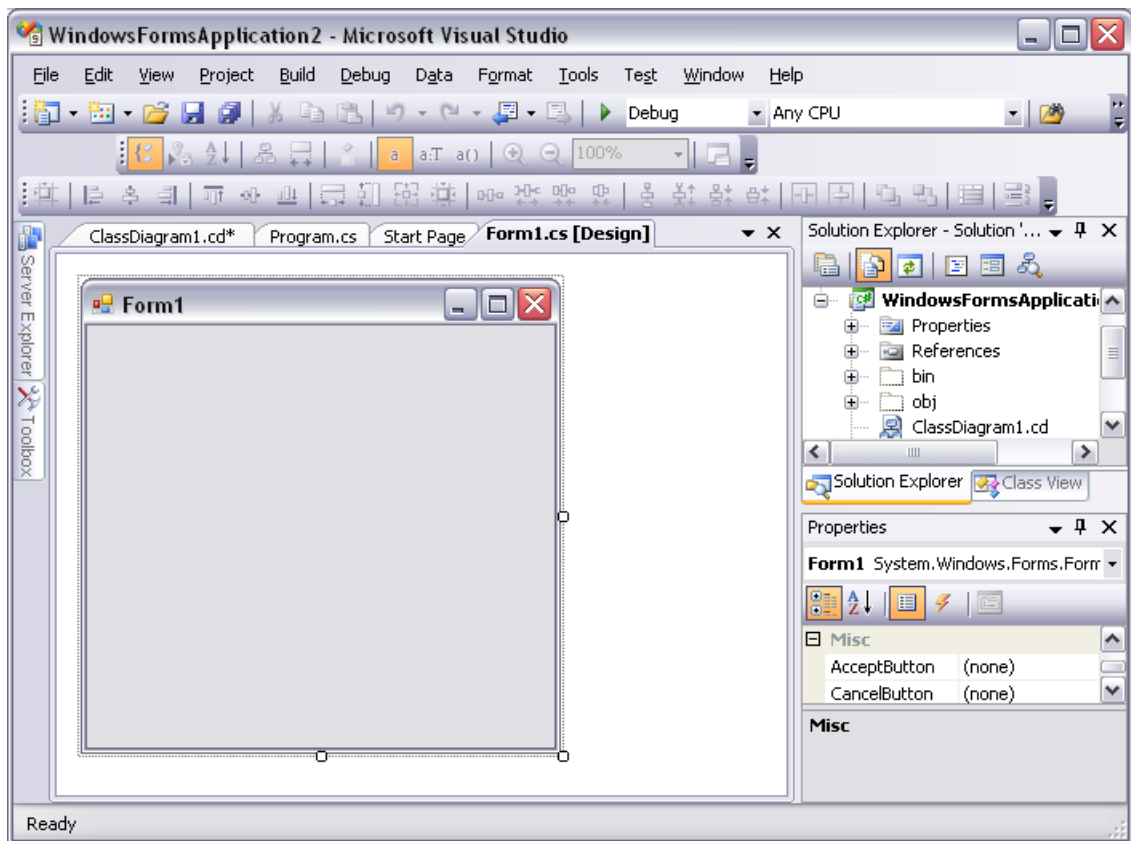 WindowsFormsApplication2 - Microsoft Visual Studio
File Edit View Project Build Debug Data Format Tools Test Window Help
Debug Any CPU
a a:T a() 100%
Server Explorer
Toolbox
ClassDiagram1.cd* Program.cs Start Page Form1.cs [Design]
Form1
Solution Explorer - Solution '...
WindowsFormsApplicati
Properties
References
bin
obj
ClassDiagram1.cd
Solution Explorer Class View
Properties
Form1 System.Windows.Forms.Form
Misc
AcceptButton (none)
CancelButton (none)
Misc
Ready